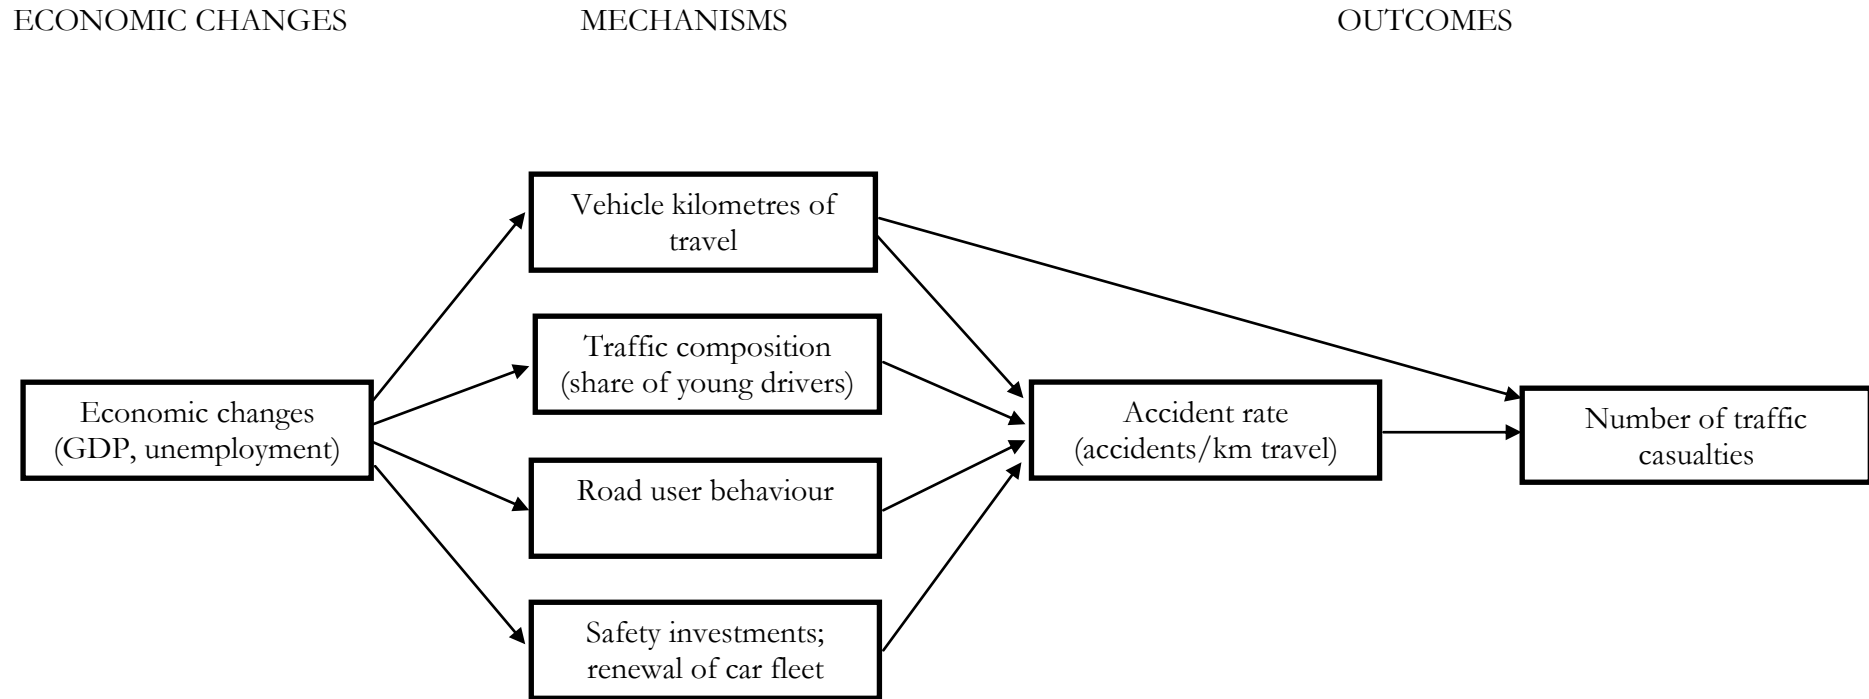 ECONOMIC CHANGES
MECHANISMS
OUTCOMES
Vehicle kilometres of
travel
Traffic composition
(share of young drivers)
Economic changes
(GDP, unemployment)
Accident rate
(accidents/km travel)
Number of traffic
casualties
Road user behaviour
Safety investments;
renewal of car fleet